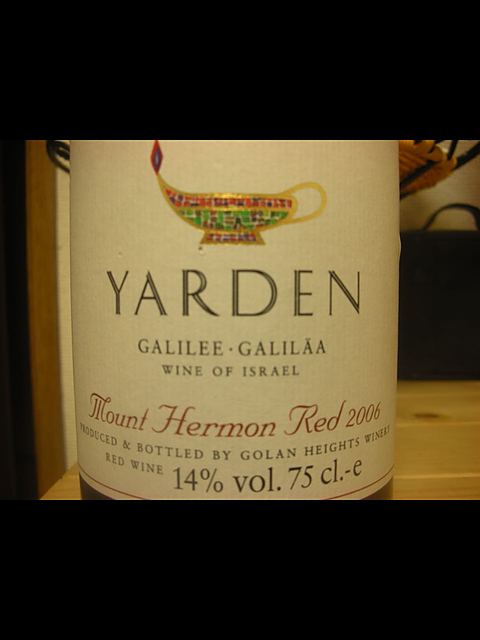 YARDEN
GALILEE · GALILÄA
WINE OF ISRAEL
Mount Hermon Red 2006
PRODUCED & BOTTLED BY GOLAN HEIGHTS WINERY
RED WINE 14% vol. 75 cl.-e